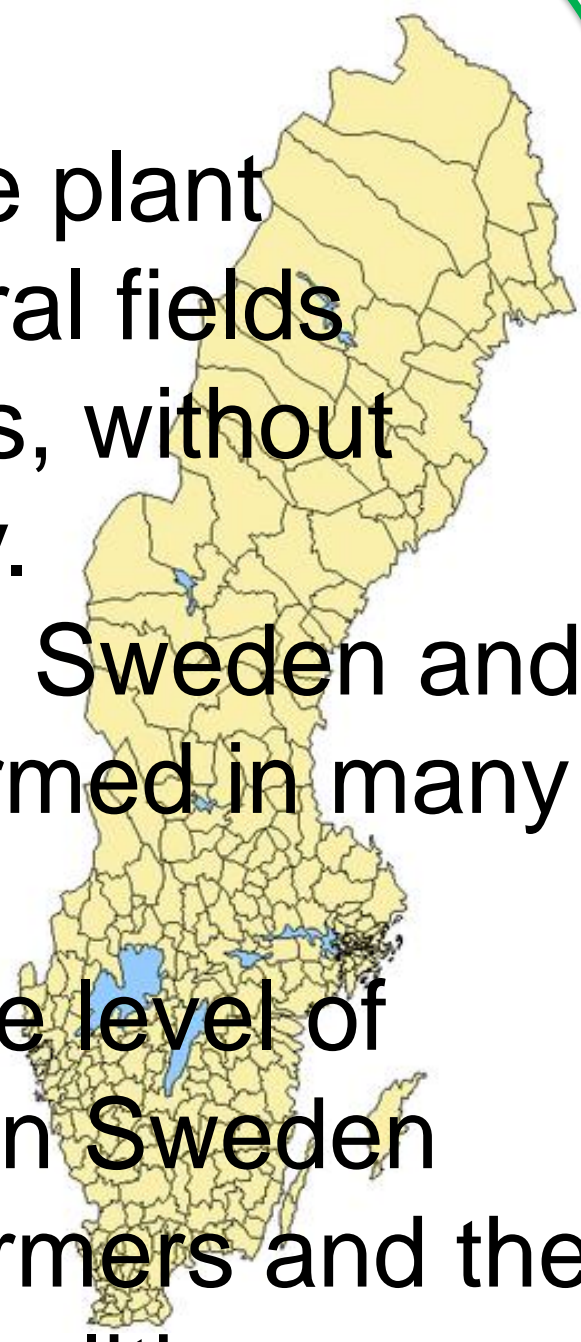 plant
ral fields
s, without
.
Sweden and
rmed in many
e level of
n Sweden
rmers and the